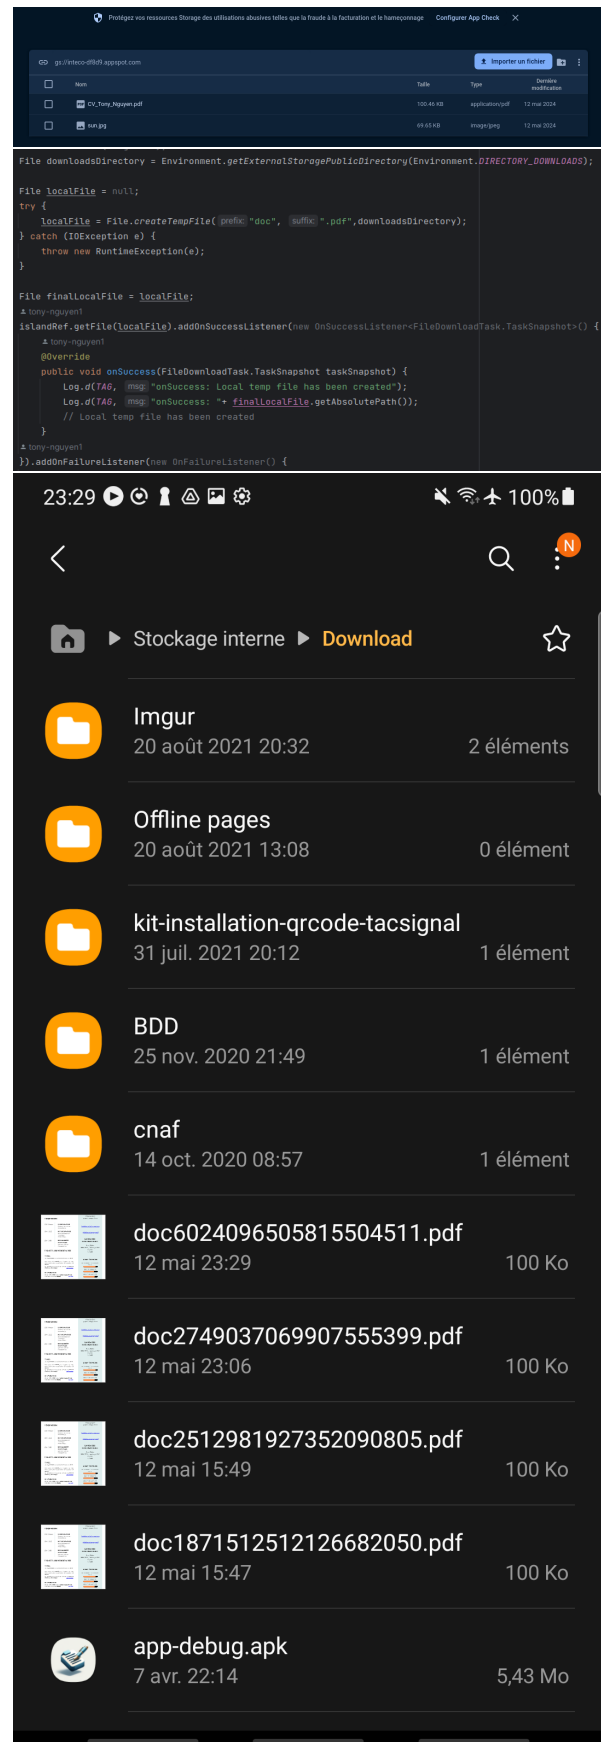 Protégez vos ressources Storage des utilisations abusives telles que la fraude à la facturation et le hameçonnage Configurer App Check
gs://inteco-df8d9.appspot.com Importer un fichier
Nom Taille Type Dernière modification
CV_Tony_Nguyen.pdf 100.46 KB application/pdf 12 mai 2024
sun.jpg 69.65 KB image/jpeg 12 mai 2024
File downloadsDirectory = Environment.getExternalStoragePublicDirectory(Environment.DIRECTORY_DOWNLOADS);
File localFile = null;
try {
localFile = File.createTempFile( prefix: "doc", suffix: ".pdf",downloadsDirectory);
} catch (IOException e) {
throw new RuntimeException(e);
}
File finalLocalFile = localFile;
tony-nguyen1
islandRef.getFile(localFile).addOnSuccessListener(new OnSuccessListener<FileDownloadTask.TaskSnapshot>() {
tony-nguyen1
@Override
public void onSuccess(FileDownloadTask.TaskSnapshot taskSnapshot) {
Log.d(TAG, msg: "onSuccess: Local temp file has been created");
Log.d(TAG, msg: "onSuccess: "+ finalLocalFile.getAbsolutePath());
// Local temp file has been created
}
tony-nguyen1
}).addOnFailureListener(new OnFailureListener() {
23:29 100%
N
Stockage interne Download
Imgur
20 août 2021 20:32 2 éléments
Offline pages
20 août 2021 13:08 0 élément
kit-installation-qrcode-tacsignal
31 juil. 2021 20:12 1 élément
BDD
25 nov. 2020 21:49 1 élément
cnaf
14 oct. 2020 08:57 1 élément
doc6024096505815504511.pdf
12 mai 23:29 100 Ko
doc2749037069907555399.pdf
12 mai 23:06 100 Ko
doc2512981927352090805.pdf
12 mai 15:49 100 Ko
doc1871512512126682050.pdf
12 mai 15:47 100 Ko
app-debug.apk
7 avr. 22:14 5,43 Mo